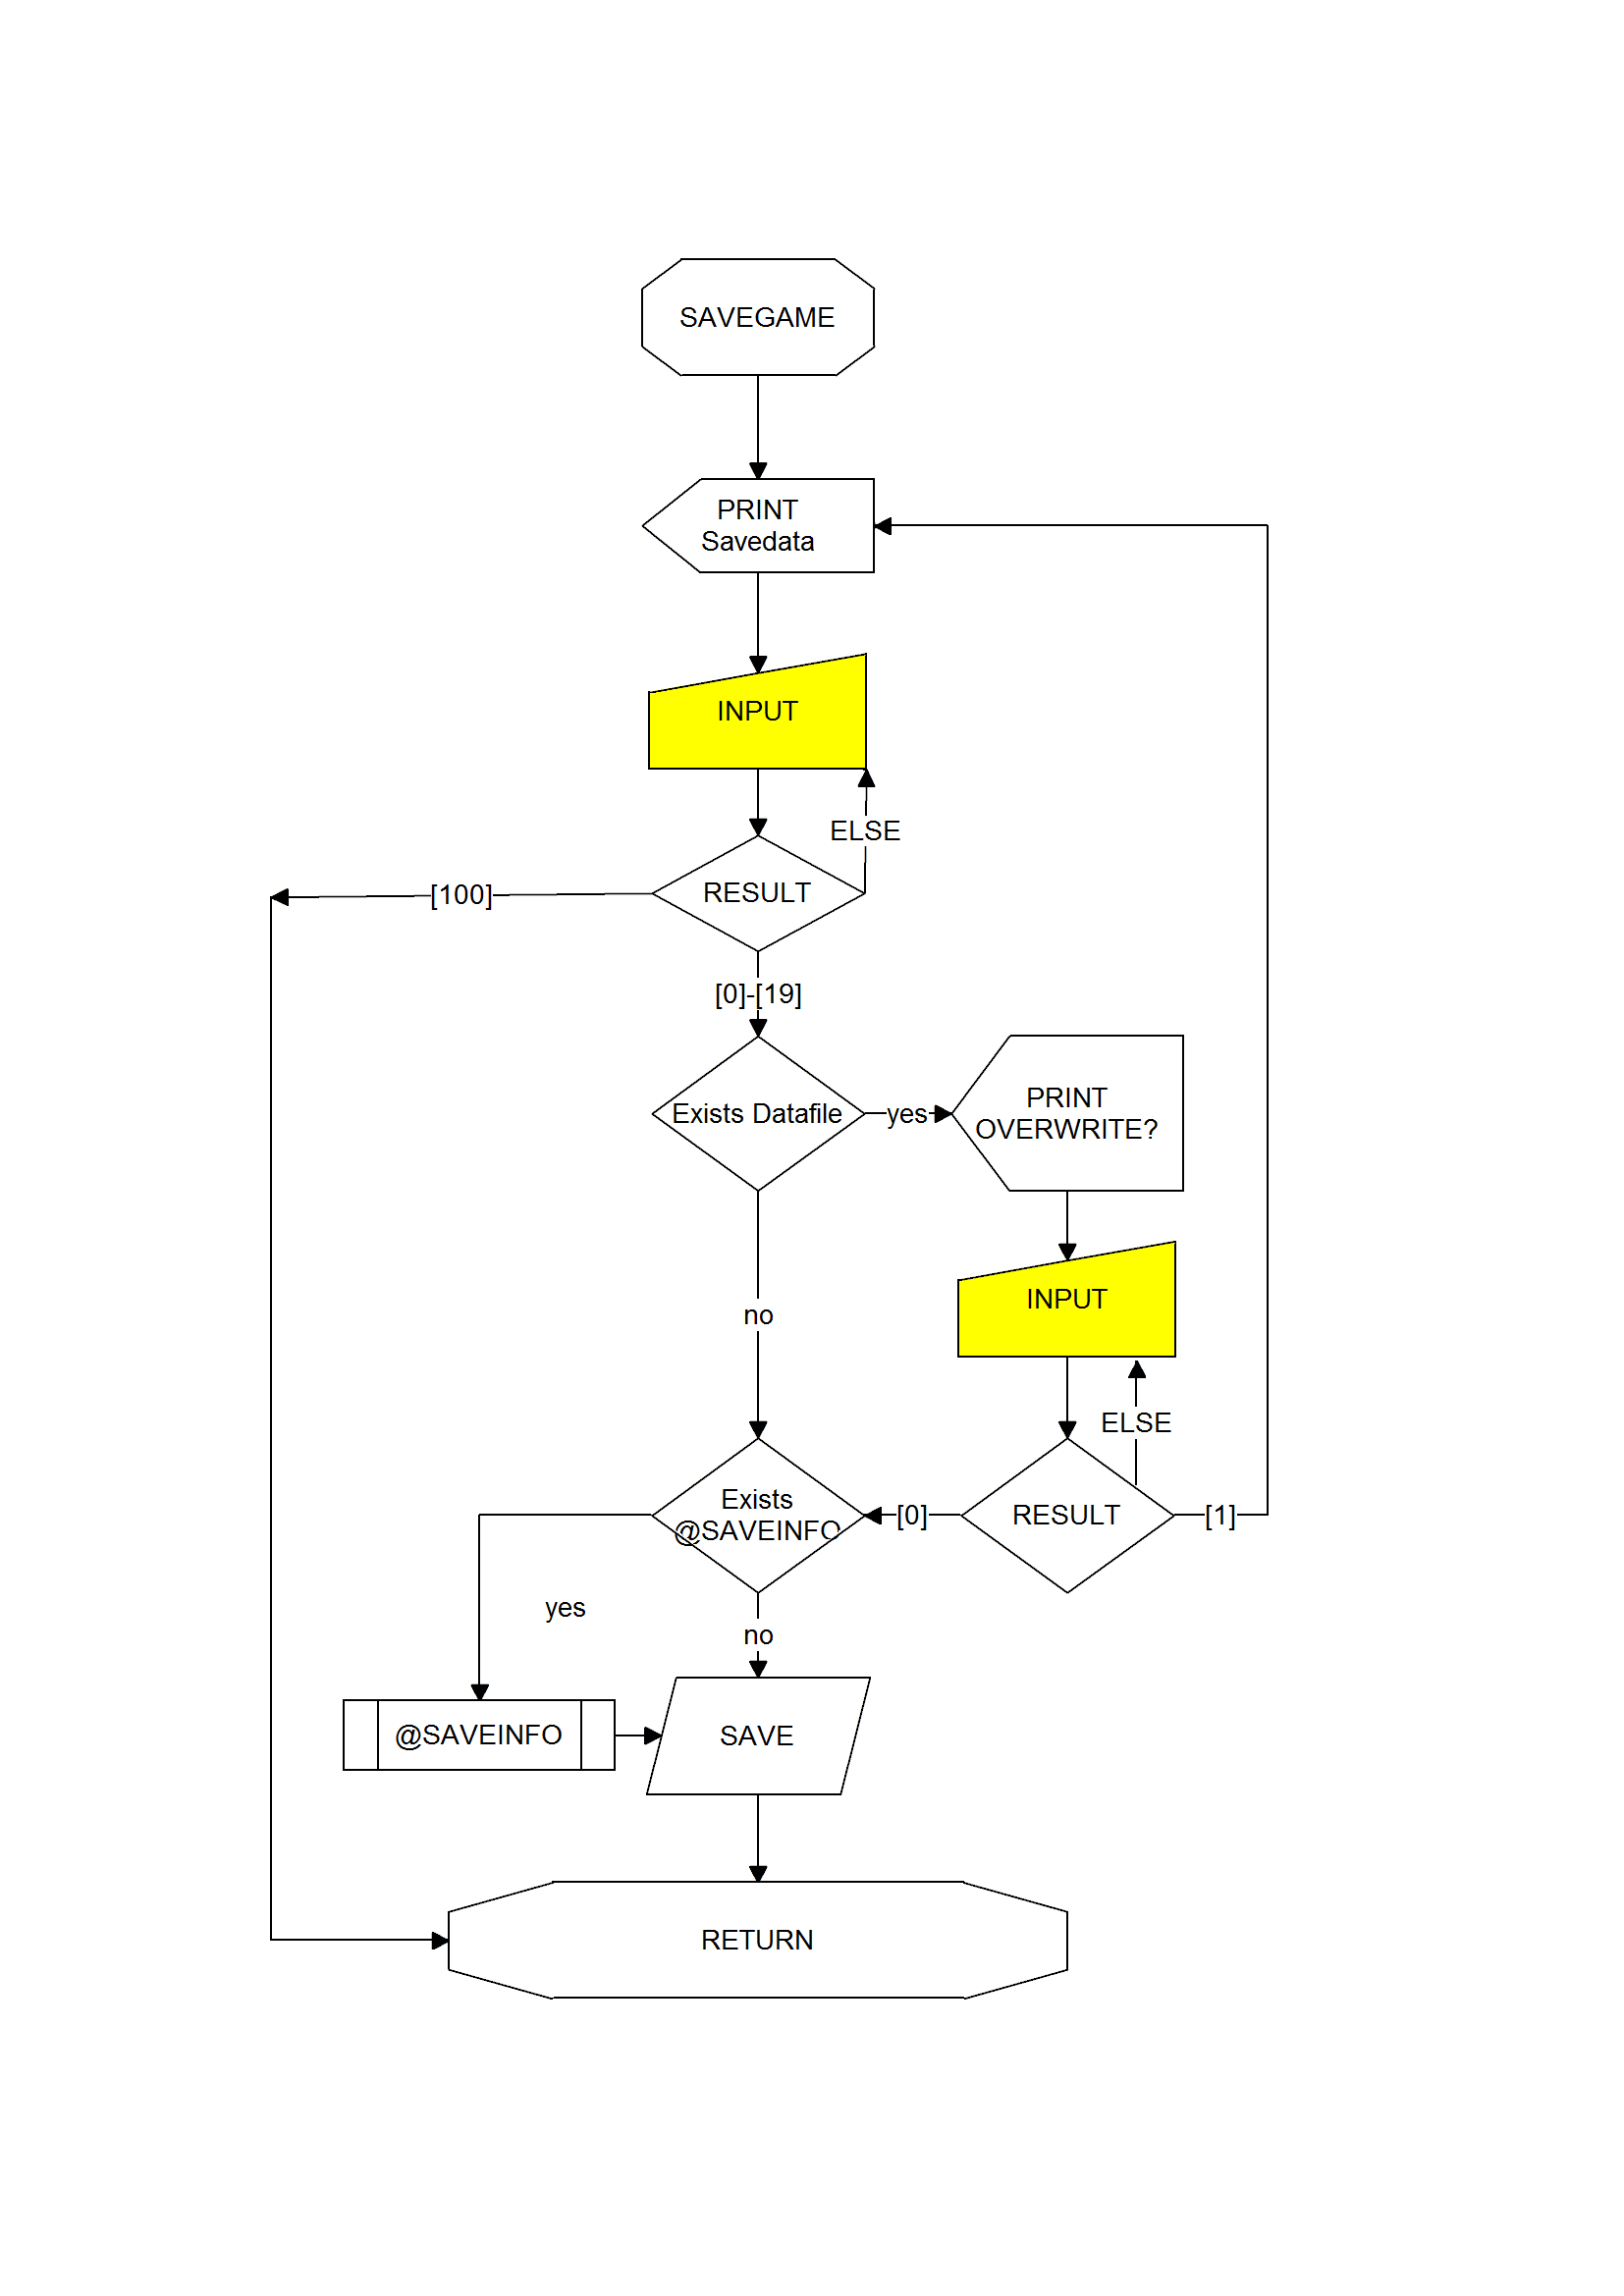 SAVEGAME
PRINT
Savedata
INPUT
ELSE
RESULT
[100]
[0]-[19]
Exists Datafile
yes
PRINT
OVERWRITE?
INPUT
no
ELSE
Exists
@SAVEINFO
[0]
RESULT
[1]
yes
no
@SAVEINFO
SAVE
RETURN